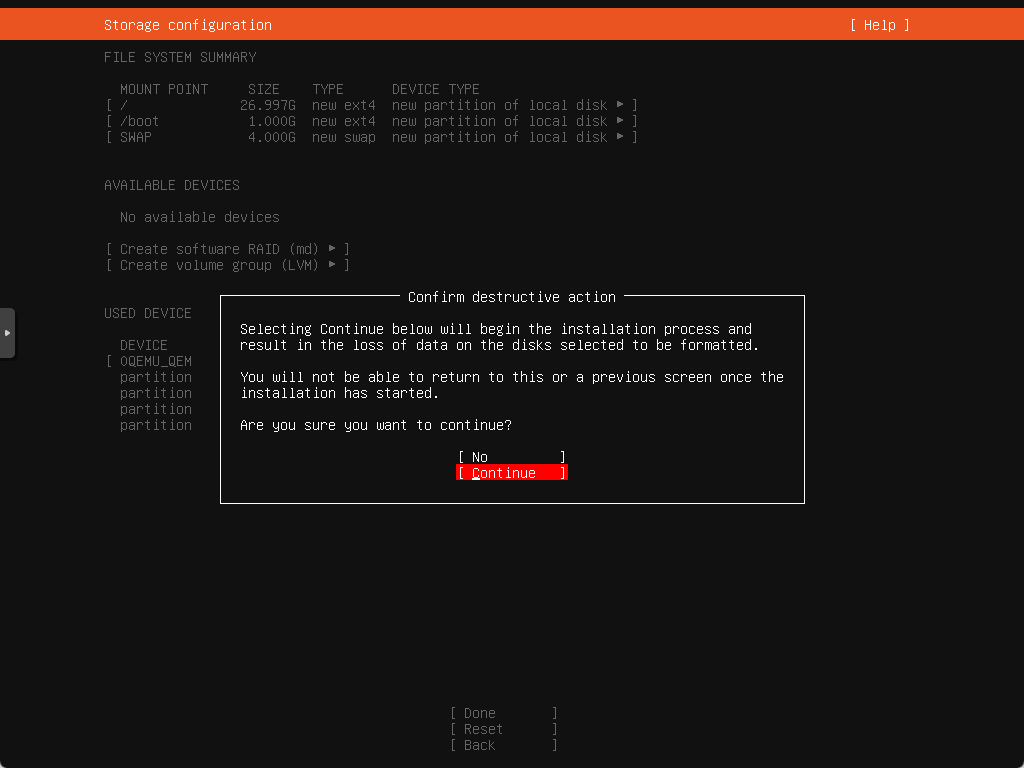 Storage configuration [ Help ]
FILE SYSTEM SUMMARY
MOUNT POINT SIZE TYPE DEVICE TYPE
[ / 26.997G new ext4 new partition of local disk ▸ ]
[ /boot 1.000G new ext4 new partition of local disk ▸ ]
[ SWAP 4.000G new swap new partition of local disk ▸ ]
AVAILABLE DEVICES
No available devices
[ Create software RAID (md) ▸ ]
[ Create volume group (LVM) ▸ ]
USED DEVICE
DEVICE
[ 0QEMU_QEM
partition
partition
partition
partition
Confirm destructive action
Selecting Continue below will begin the installation process and
result in the loss of data on the disks selected to be formatted.
You will not be able to return to this or a previous screen once the
installation has started.
Are you sure you want to continue?
[ No ]
[ Continue ]
[ Done ]
[ Reset ]
[ Back ]